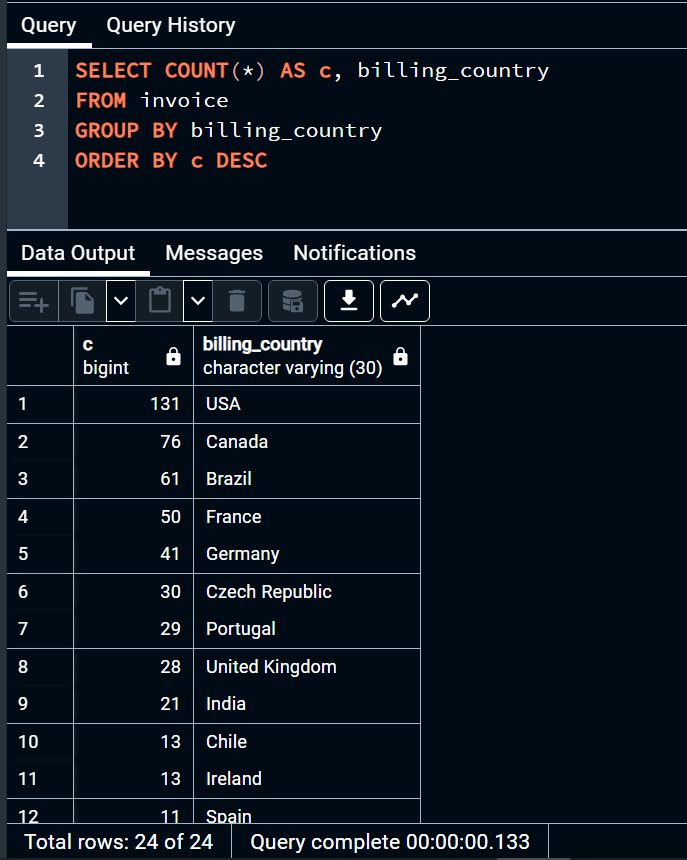 Query Query History
1 SELECT COUNT(*) AS c, billing_country
2 FROM invoice
3 GROUP BY billing_country
4 ORDER BY c DESC
Data Output Messages Notifications
c billing_country
bigint character varying (30)
1 131 USA
2 76 Canada
3 61 Brazil
4 50 France
5 41 Germany
6 30 Czech Republic
7 29 Portugal
8 28 United Kingdom
9 21 India
10 13 Chile
11 13 Ireland
12 11 Spain
Total rows: 24 of 24 Query complete 00:00:00.133